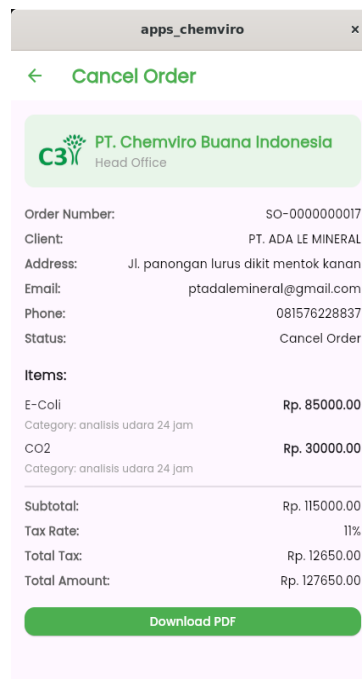 apps_chemviro ×
← Cancel Order
C3 PT. Chemviro Buana Indonesia
Head Office
Order Number: SO-0000000017
Client: PT. ADA LE MINERAL
Address: Jl. panongan lurus dikit mentok kanan
Email: ptadalemineral@gmail.com
Phone: 081576228837
Status: Cancel Order
Items:
E-Coli Rp. 85000.00
Category: analisis udara 24 jam
CO2 Rp. 30000.00
Category: analisis udara 24 jam
Subtotal: Rp. 115000.00
Tax Rate: 11%
Total Tax: Rp. 12650.00
Total Amount: Rp. 127650.00
Download PDF